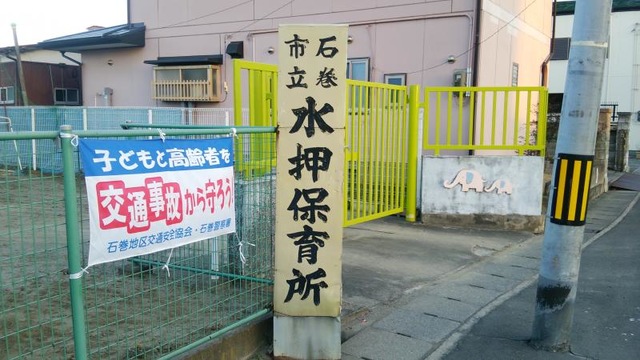 石巻
市立
水押保育所
子どもと高齢者を
交通事故から守ろう!
石巻地区交通安全協会・石巻警察署